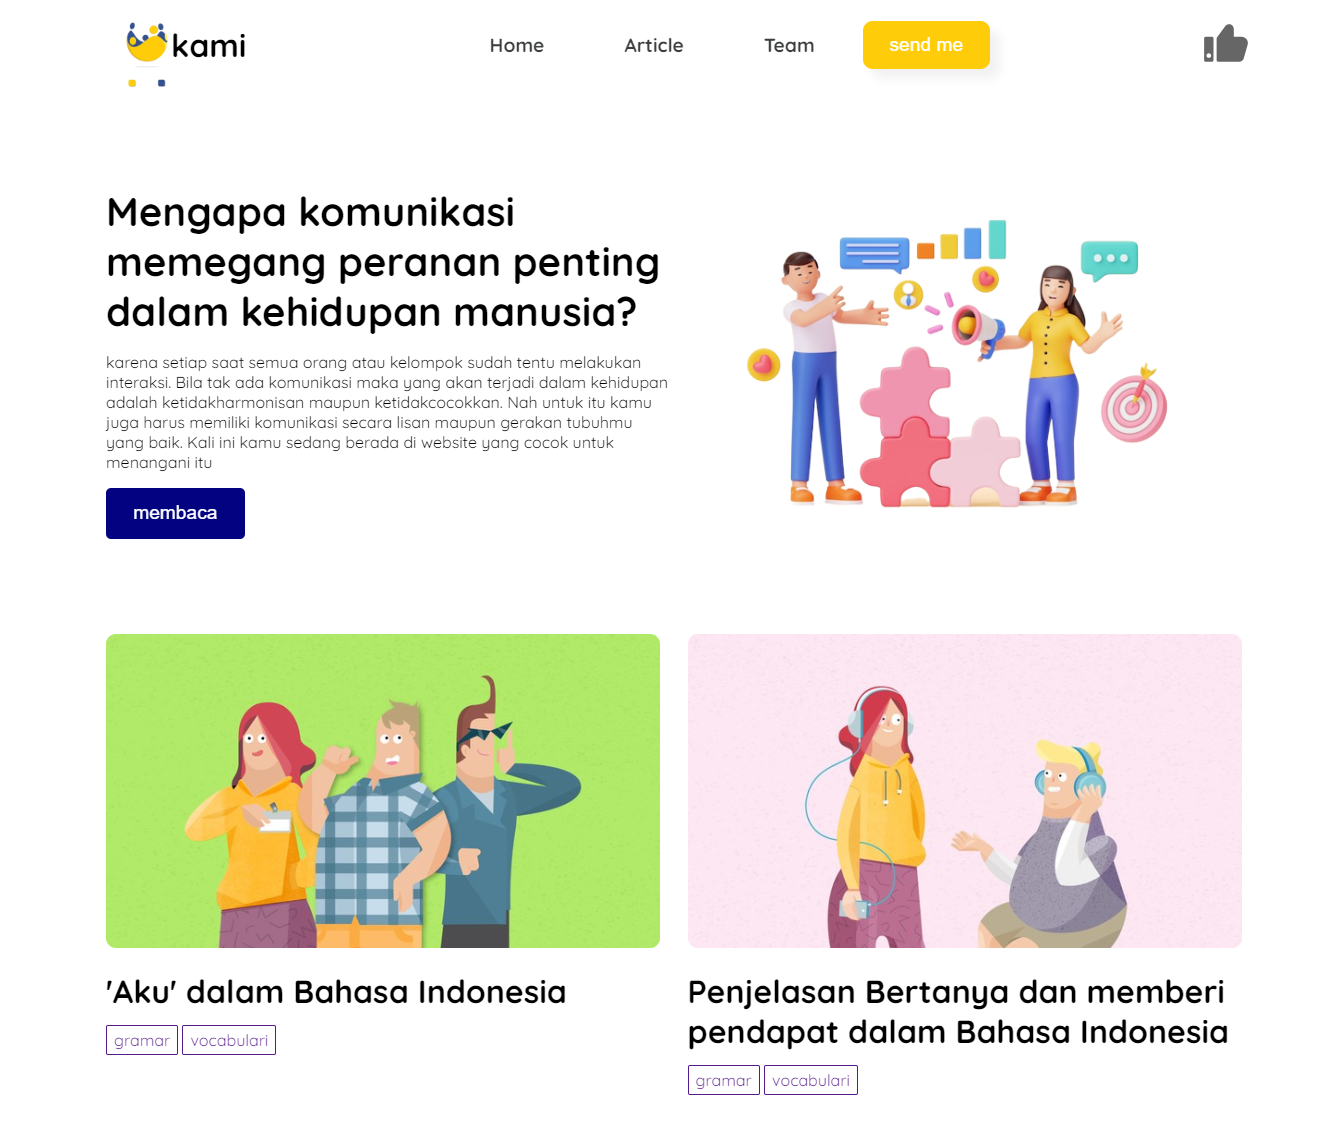 kami
Home
Article
Team
send me
Mengapa komunikasi
memegang peranan penting
dalam kehidupan manusia?
karena setiap saat semua orang atau kelompok sudah tentu melakukan
interaksi. Bila tak ada komunikasi maka yang akan terjadi dalam kehidupan
adalah ketidakharmonisan maupun ketidakcocokkan. Nah untuk itu kamu
juga harus memiliki komunikasi secara lisan maupun gerakan tubuhmu
yang baik. Kali ini kamu sedang berada di website yang cocok untuk
menangani itu
membaca
'Aku' dalam Bahasa Indonesia
gramar
vocabulari
Penjelasan Bertanya dan memberi
pendapat dalam Bahasa Indonesia
gramar
vocabulari